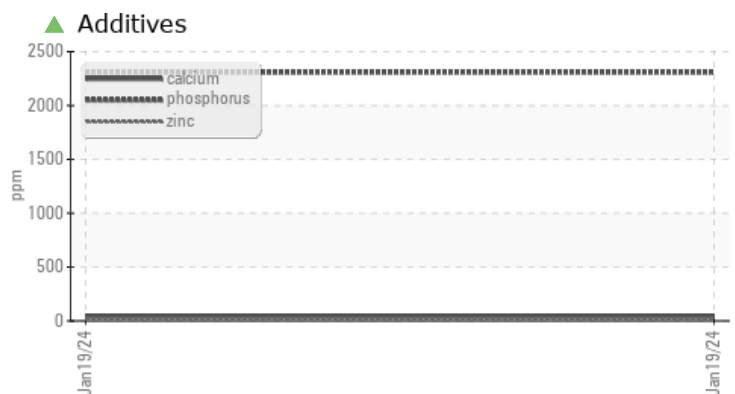 Additives
2500
2000
1500
1000
500
0
ppm
calcium
phosphorus
zinc
Jan19/24
Jan19/24